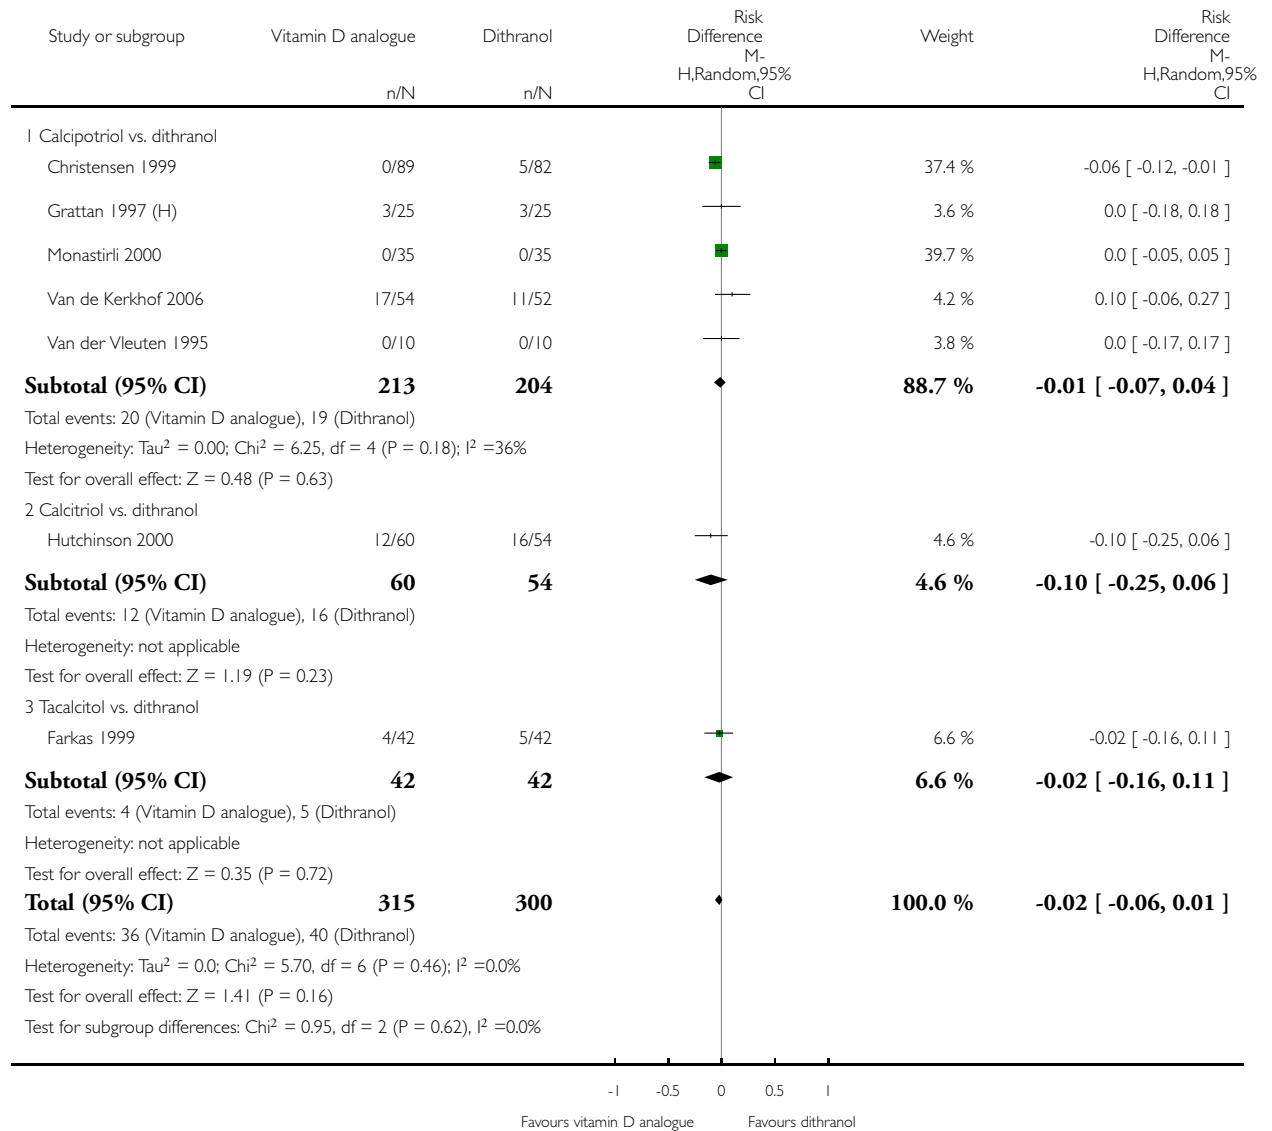 Risk Risk
Study or subgroup Vitamin D analogue Dithranol Difference Weight Difference
M- M-
H,Random,95% H,Random,95%
n/N n/N CI CI
1 Calcipotriol vs. dithranol
Christensen 1999 0/89 5/82 37.4 % -0.06 [ -0.12, -0.01 ]
Grattan 1997 (H) 3/25 3/25 3.6 % 0.0 [ -0.18, 0.18 ]
Monastirli 2000 0/35 0/35 39.7 % 0.0 [ -0.05, 0.05 ]
Van de Kerkhof 2006 17/54 11/52 4.2 % 0.10 [ -0.06, 0.27 ]
Van der Vleuten 1995 0/10 0/10 3.8 % 0.0 [ -0.17, 0.17 ]
Subtotal (95% CI) 213 204 88.7 % -0.01 [ -0.07, 0.04 ]
Total events: 20 (Vitamin D analogue), 19 (Dithranol)
Heterogeneity: Tau² = 0.00; Chi² = 6.25, df = 4 (P = 0.18); I² =36%
Test for overall effect: Z = 0.48 (P = 0.63)
2 Calcitriol vs. dithranol
Hutchinson 2000 12/60 16/54 4.6 % -0.10 [ -0.25, 0.06 ]
Subtotal (95% CI) 60 54 4.6 % -0.10 [ -0.25, 0.06 ]
Total events: 12 (Vitamin D analogue), 16 (Dithranol)
Heterogeneity: not applicable
Test for overall effect: Z = 1.19 (P = 0.23)
3 Tacalcitol vs. dithranol
Farkas 1999 4/42 5/42 6.6 % -0.02 [ -0.16, 0.11 ]
Subtotal (95% CI) 42 42 6.6 % -0.02 [ -0.16, 0.11 ]
Total events: 4 (Vitamin D analogue), 5 (Dithranol)
Heterogeneity: not applicable
Test for overall effect: Z = 0.35 (P = 0.72)
Total (95% CI) 315 300 100.0 % -0.02 [ -0.06, 0.01 ]
Total events: 36 (Vitamin D analogue), 40 (Dithranol)
Heterogeneity: Tau² = 0.0; Chi² = 5.70, df = 6 (P = 0.46); I² =0.0%
Test for overall effect: Z = 1.41 (P = 0.16)
Test for subgroup differences: Chi² = 0.95, df = 2 (P = 0.62), I² =0.0%
-1 -0.5 0 0.5 1
Favours vitamin D analogue Favours dithranol